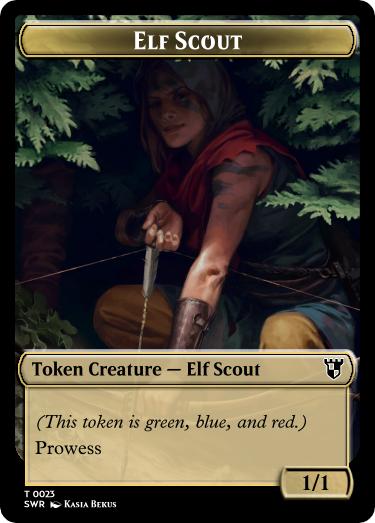 Elf Scout
Token Creature — Elf Scout
(This token is green, blue, and red.)
Prowess
1/1
T 0023
SWR Kasia Bekus